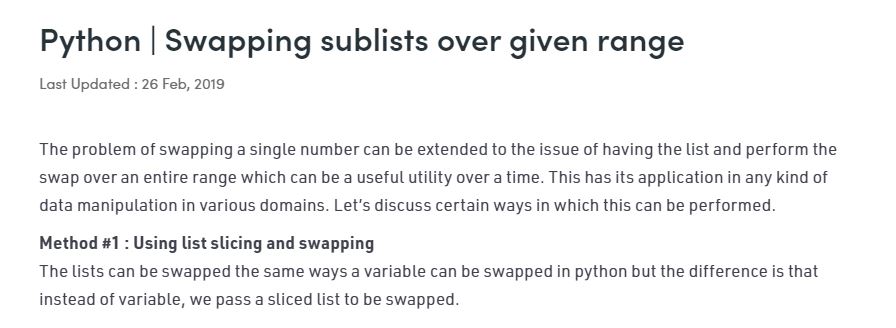 Python | Swapping sublists over given range
Last Updated : 26 Feb, 2019
The problem of swapping a single number can be extended to the issue of having the list and perform the
swap over an entire range which can be a useful utility over a time. This has its application in any kind of
data manipulation in various domains. Let's discuss certain ways in which this can be performed.
Method #1 : Using list slicing and swapping
The lists can be swapped the same ways a variable can be swapped in python but the difference is that
instead of variable, we pass a sliced list to be swapped.